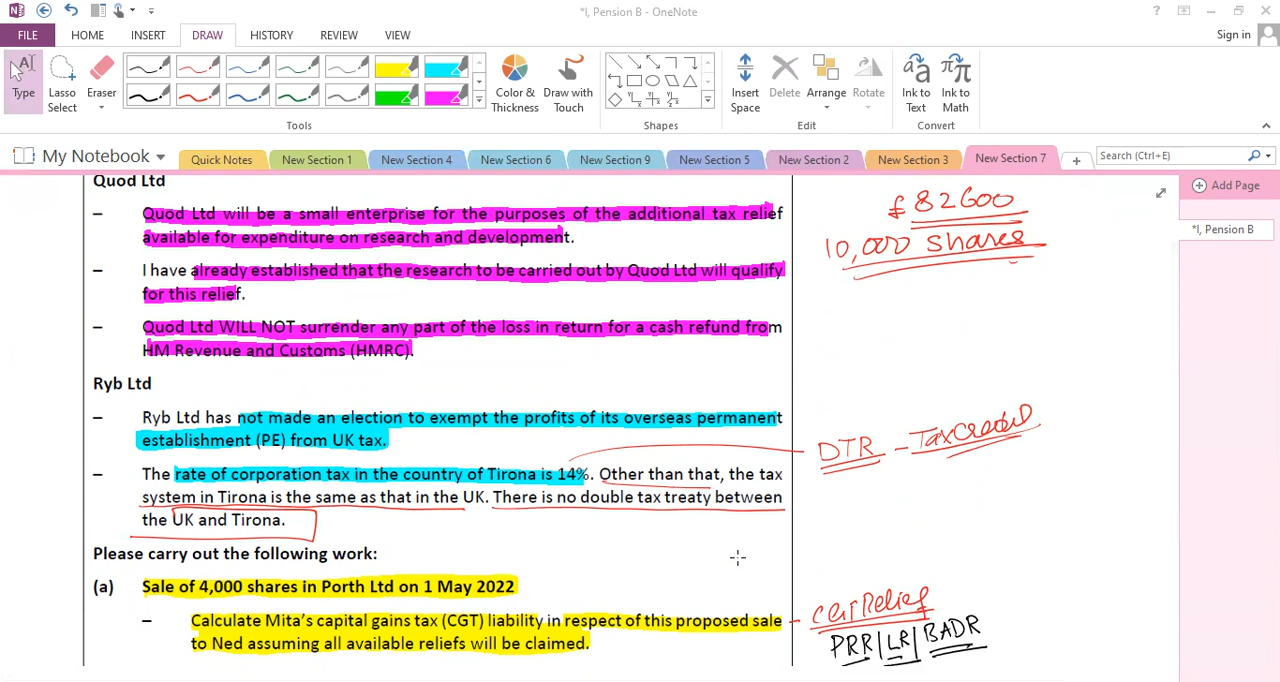 *I, Pension B - OneNote
FILE HOME INSERT DRAW HISTORY REVIEW VIEW Sign in
Type Lasso Select Eraser Color & Thickness Draw with Touch Insert Space Delete Arrange Rotate Ink to Text Ink to Math
Tools Shapes Edit Convert
My Notebook Quick Notes New Section 1 New Section 4 New Section 6 New Section 9 New Section 5 New Section 2 New Section 3 New Section 7 + Search (Ctrl+E)
Add Page
*I, Pension B
Quod Ltd
– Quod Ltd will be a small enterprise for the purposes of the additional tax relief
available for expenditure on research and development.
– I have already established that the research to be carried out by Quod Ltd will qualify
for this relief.
– Quod Ltd WILL NOT surrender any part of the loss in return for a cash refund from
HM Revenue and Customs (HMRC).
£82600
10,000 shares
Ryb Ltd
– Ryb Ltd has not made an election to exempt the profits of its overseas permanent
establishment (PE) from UK tax.
– The rate of corporation tax in the country of Tirona is 14%. Other than that, the tax
system in Tirona is the same as that in the UK. There is no double tax treaty between
the UK and Tirona.
DTR - Tax Credit
Please carry out the following work:
(a) Sale of 4,000 shares in Porth Ltd on 1 May 2022
– Calculate Mita's capital gains tax (CGT) liability in respect of this proposed sale
to Ned assuming all available reliefs will be claimed.
Relief
PRR|LR|BADR